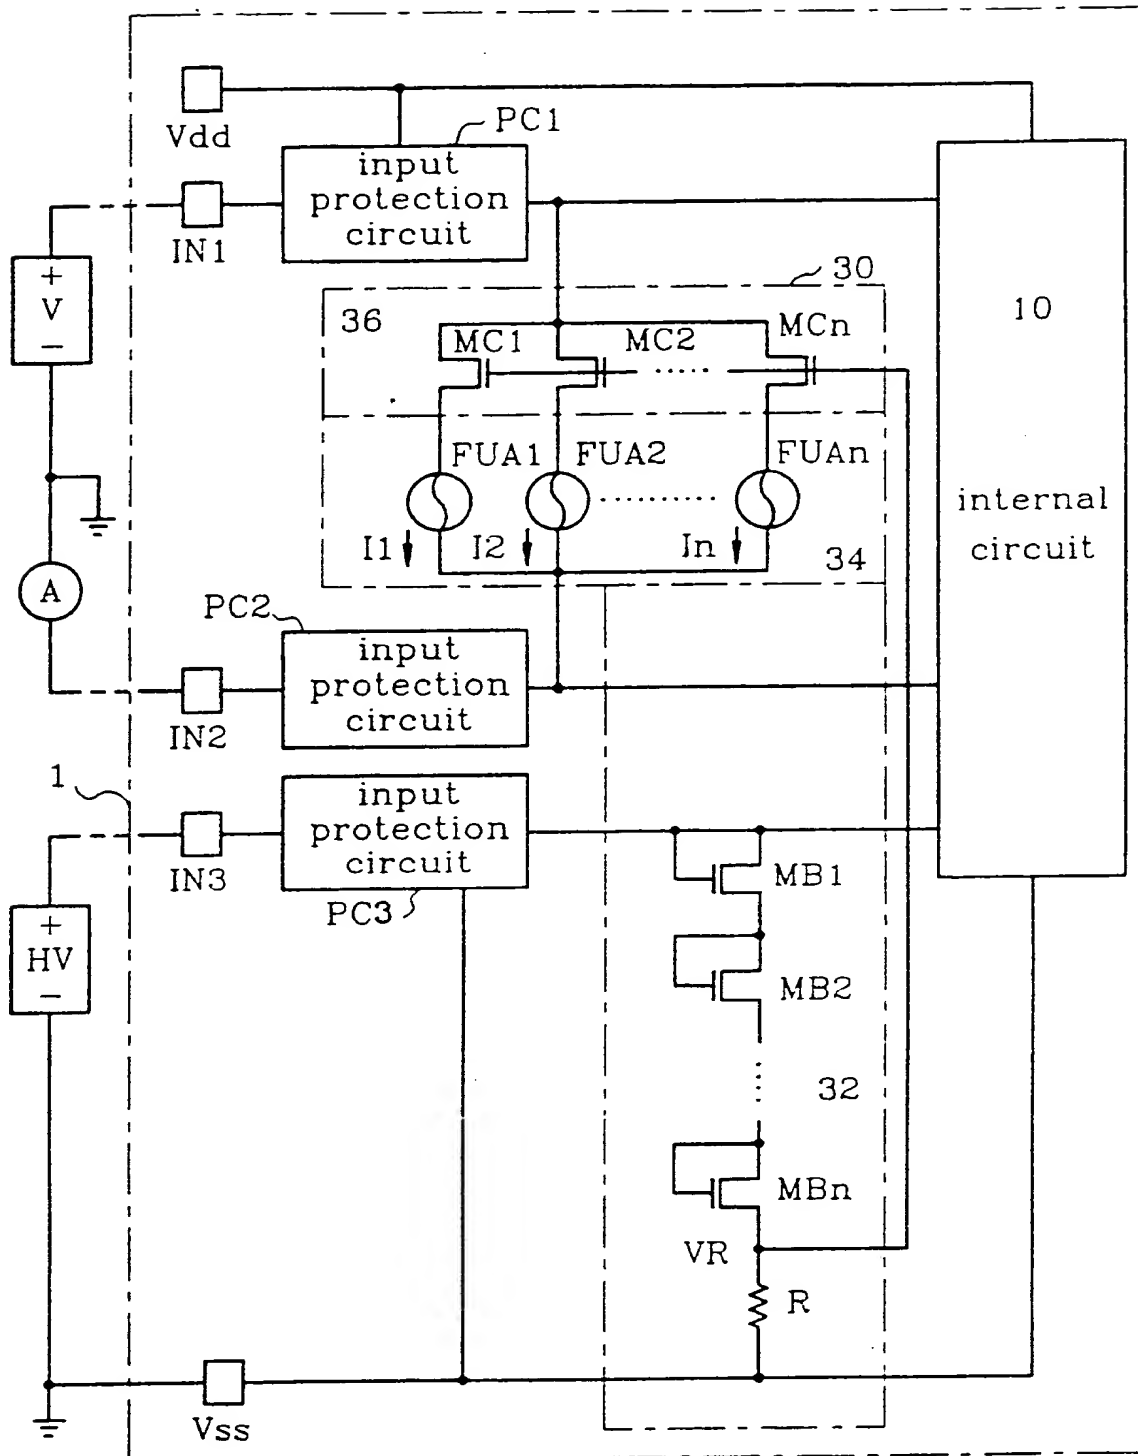 Vdd
PC1
input
protection
circuit
IN1
+
V
−
30
36
MC1
MC2
.....
MCn
10
FUA1
FUA2
FUAn
.........
I1
I2
In
34
internal
circuit
A
PC2
input
protection
circuit
IN2
1
input
protection
circuit
IN3
PC3
MB1
+
HV
−
MB2
32
MBn
VR
R
Vss